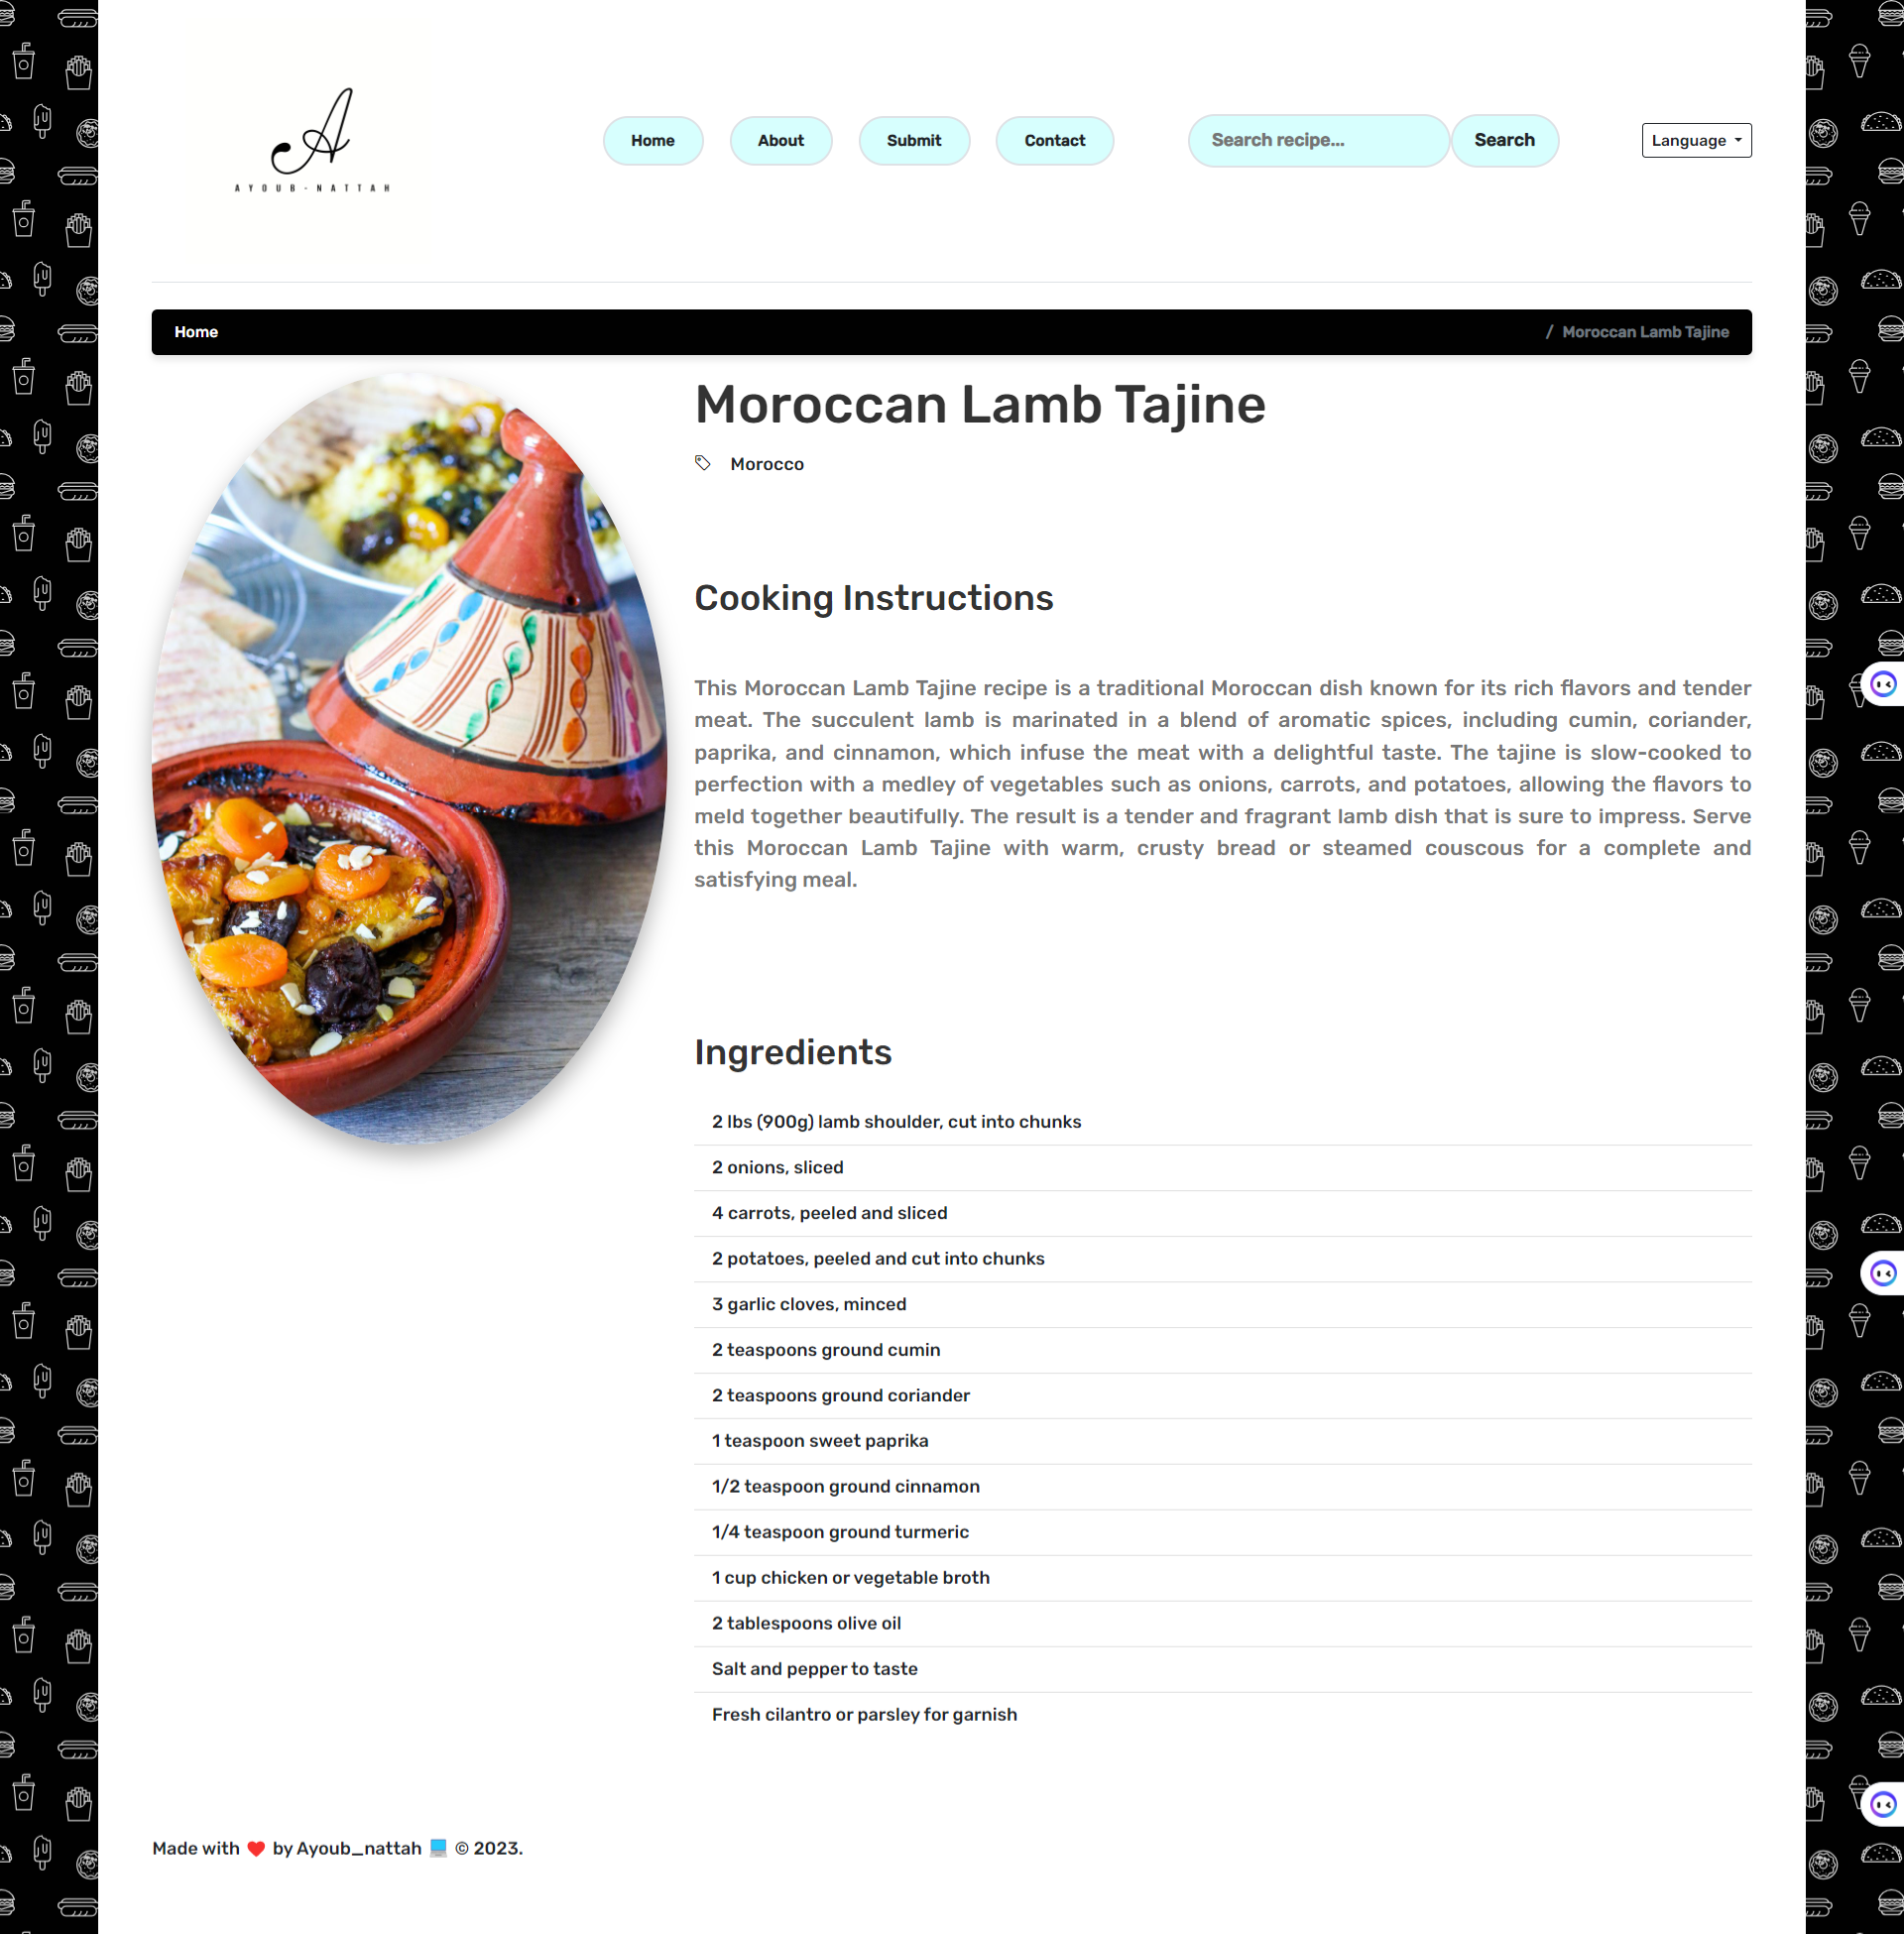 A
AYOUB-NATTAH
Home
About
Submit
Contact
Search recipe...
Search
Language
Home
/ Moroccan Lamb Tajine
Moroccan Lamb Tajine
Morocco
Cooking Instructions
This Moroccan Lamb Tajine recipe is a traditional Moroccan dish known for its rich flavors and tender
meat. The succulent lamb is marinated in a blend of aromatic spices, including cumin, coriander,
paprika, and cinnamon, which infuse the meat with a delightful taste. The tajine is slow-cooked to
perfection with a medley of vegetables such as onions, carrots, and potatoes, allowing the flavors to
meld together beautifully. The result is a tender and fragrant lamb dish that is sure to impress. Serve
this Moroccan Lamb Tajine with warm, crusty bread or steamed couscous for a complete and
satisfying meal.
Ingredients
2 lbs (900g) lamb shoulder, cut into chunks
2 onions, sliced
4 carrots, peeled and sliced
2 potatoes, peeled and cut into chunks
3 garlic cloves, minced
2 teaspoons ground cumin
2 teaspoons ground coriander
1 teaspoon sweet paprika
1/2 teaspoon ground cinnamon
1/4 teaspoon ground turmeric
1 cup chicken or vegetable broth
2 tablespoons olive oil
Salt and pepper to taste
Fresh cilantro or parsley for garnish
Made with ❤️ by Ayoub_nattah 💻 © 2023.